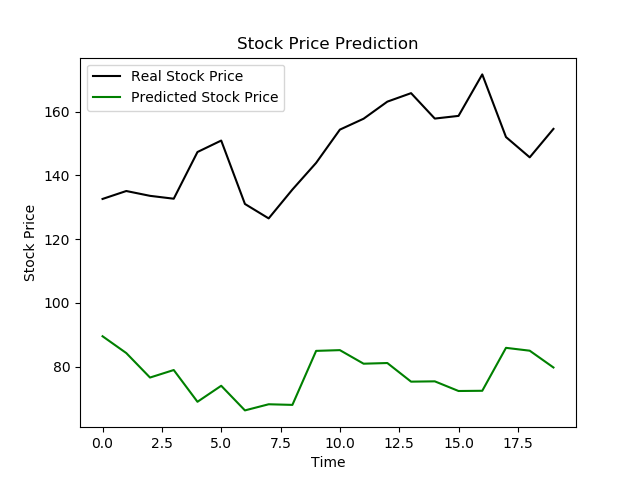 Stock Price Prediction
Real Stock Price
Predicted Stock Price
160
140
120
100
80
Stock Price
0.0 2.5 5.0 7.5 10.0 12.5 15.0 17.5
Time